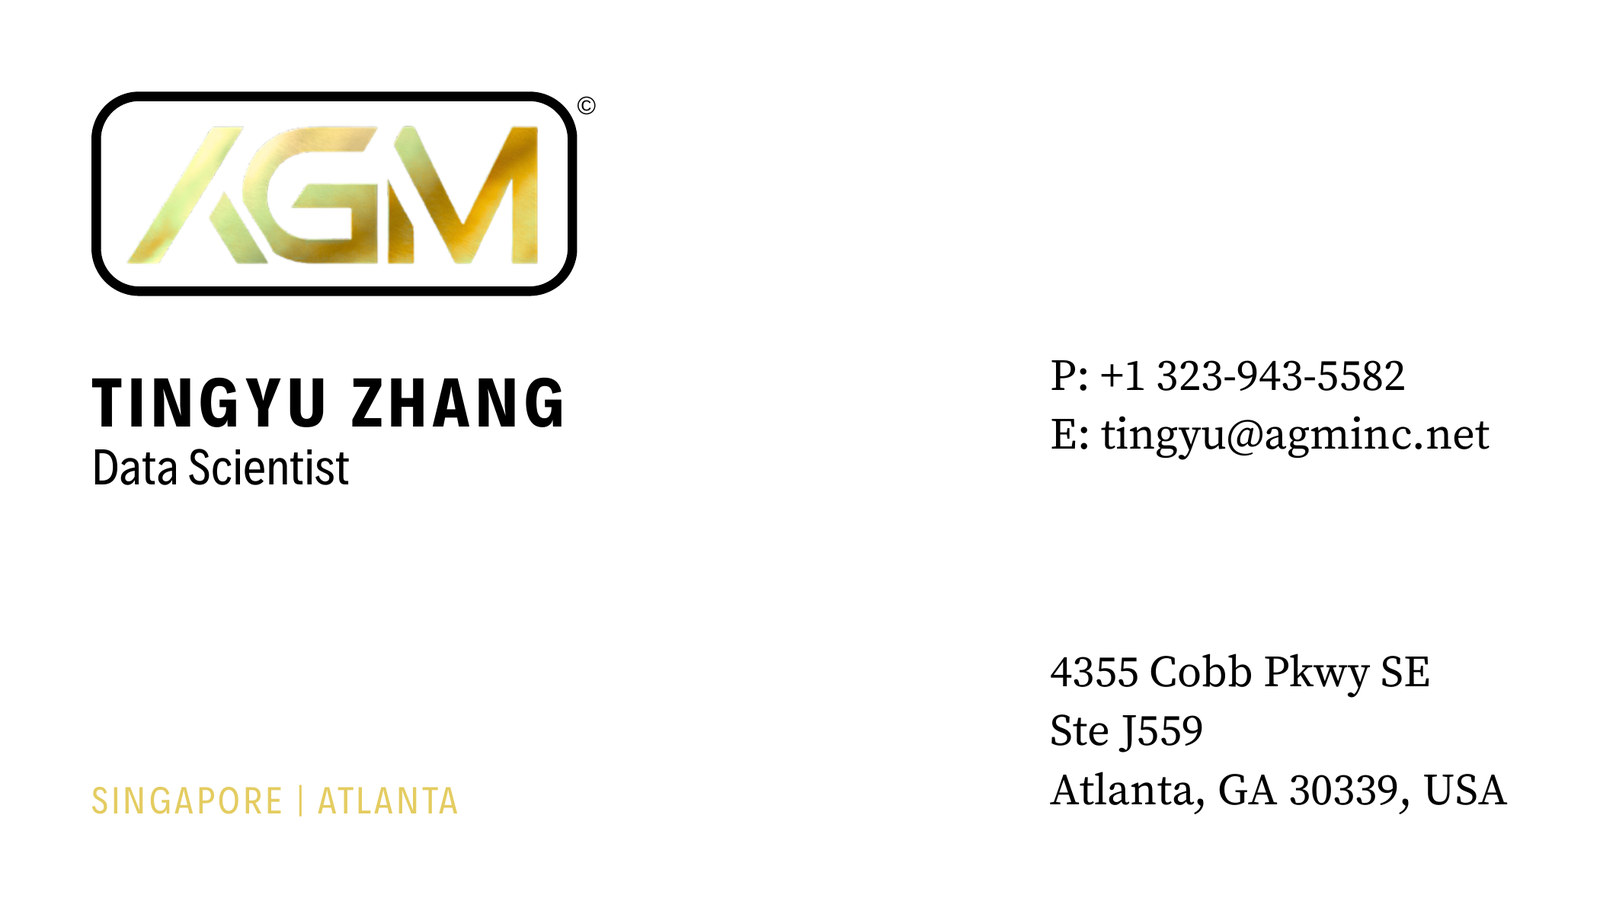 AGM
©
TINGYU ZHANG
Data Scientist
P: +1 323-943-5582
E: tingyu@agminc.net
4355 Cobb Pkwy SE
Ste J559
Atlanta, GA 30339, USA
SINGAPORE | ATLANTA